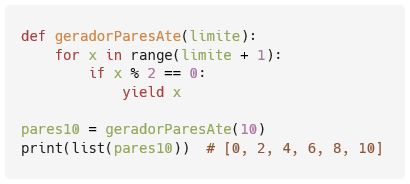 def geradorParesAte(limite):
    for x in range(limite + 1):
        if x % 2 == 0:
            yield x

pares10 = geradorParesAte(10)
print(list(pares10))  # [0, 2, 4, 6, 8, 10]